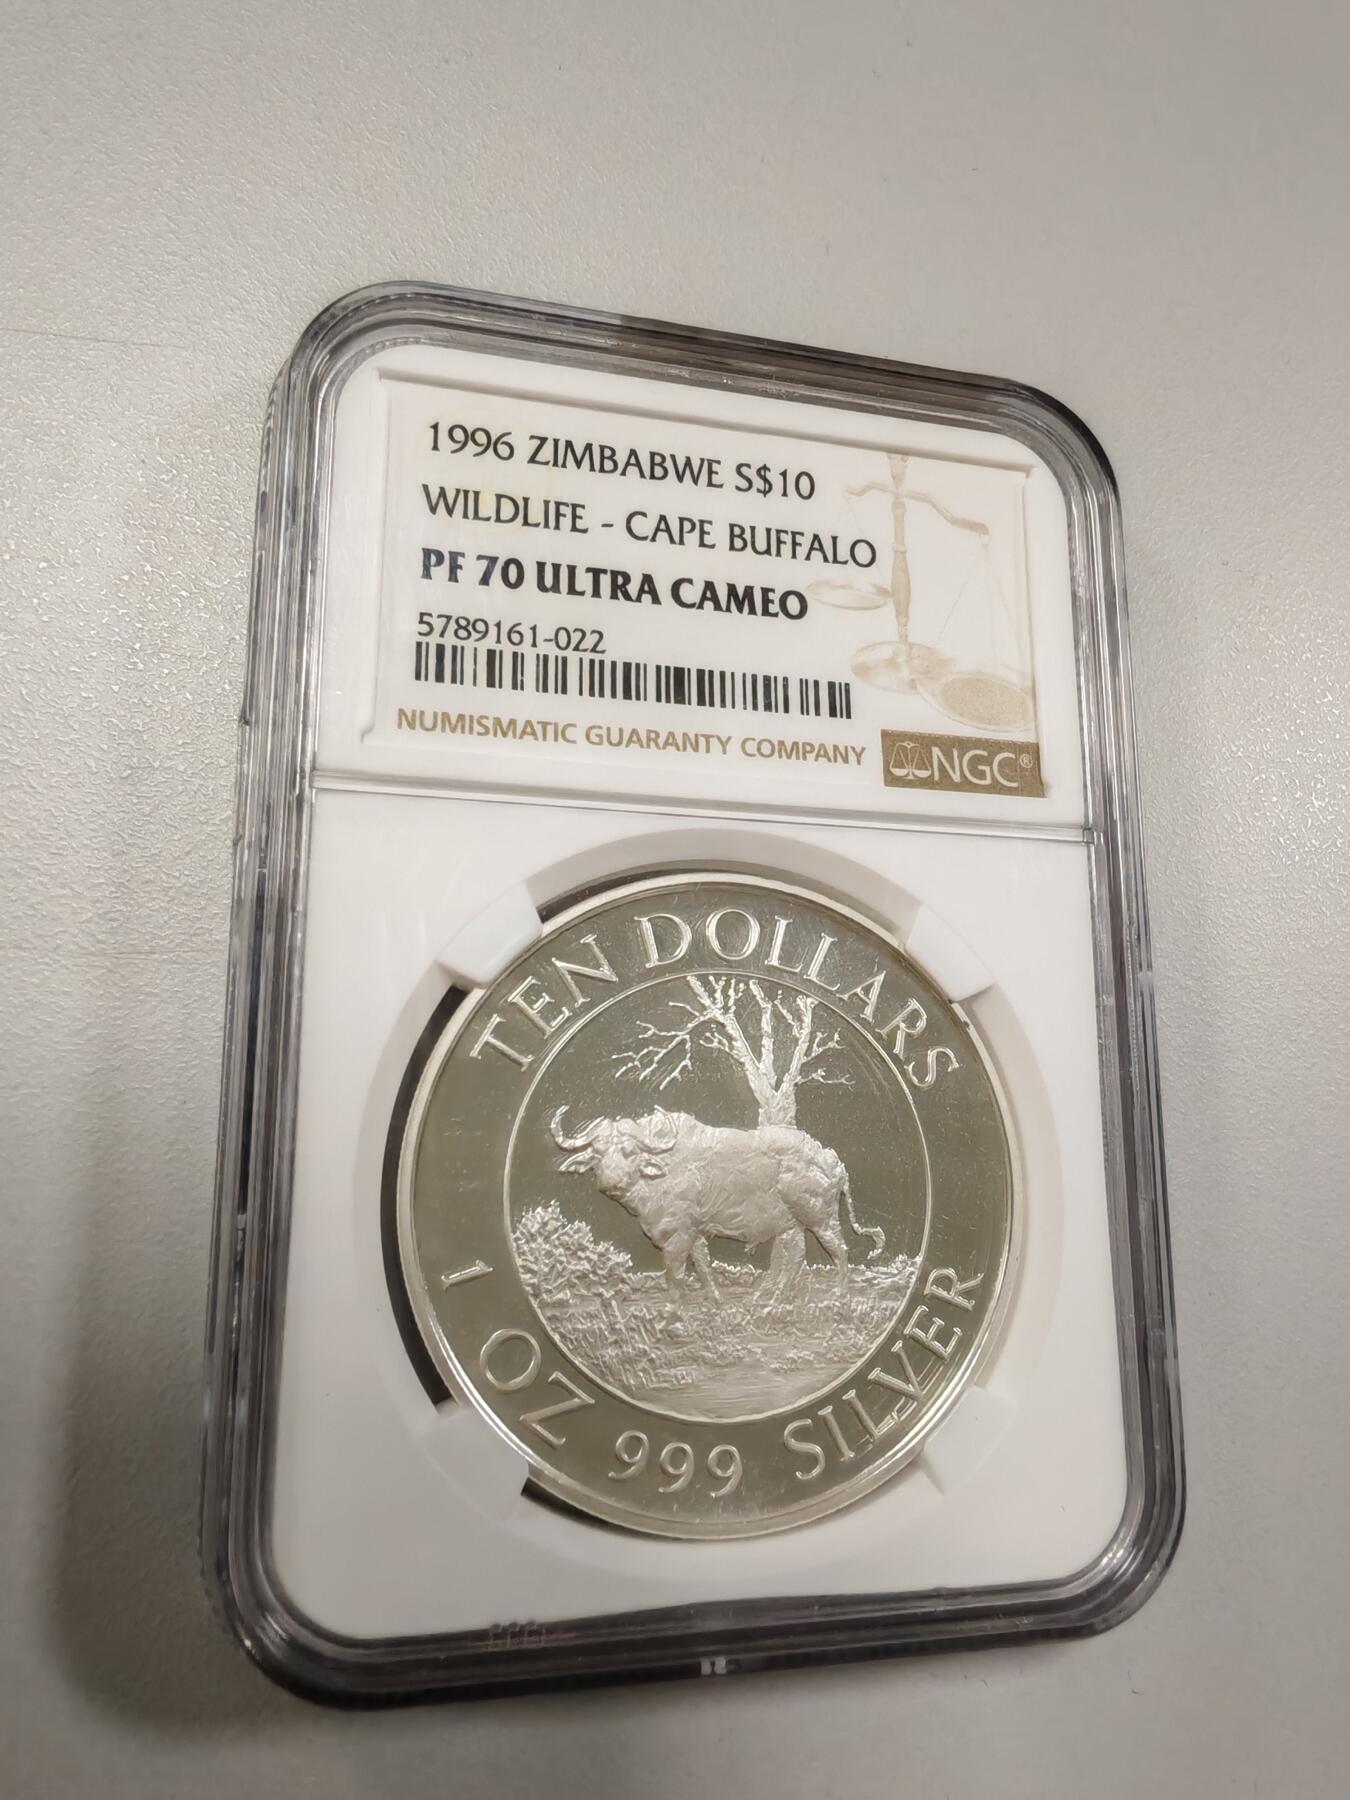 1996 ZIMBABWE S$10
WILDLIFE - CAPE BUFFALO
PF 70 ULTRA CAMEO
5789161-022
NUMISMATIC GUARANTY COMPANY
NGC®
TEN DOLLARS
1 OZ 999 SILVER